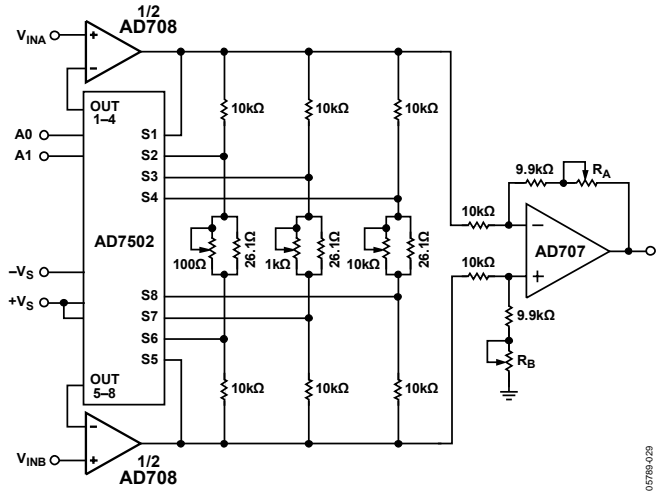 1/2
AD708
VINA
+
−
OUT
1–4
A0
A1
S1
S2
S3
S4
AD7502
−VS
+VS
S8
S7
S6
S5
OUT
5–8
−
+
VINB
1/2
AD708
10kΩ
10kΩ
10kΩ
100Ω
26.1Ω
1kΩ
26.1Ω
10kΩ
26.1Ω
10kΩ
10kΩ
10kΩ
9.9kΩ
RA
10kΩ
−
AD707
10kΩ
+
9.9kΩ
RB
05789-029